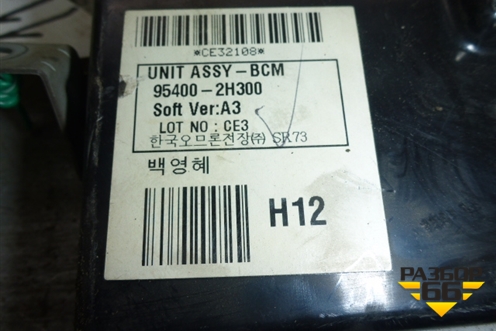 *CE32108*
UNIT ASSY-BCM
95400-2H300
Soft Ver:A3
LOT NO : CE3
한국오므론전장㈜ SR73
백영혜
H12
РАЗБОР
66